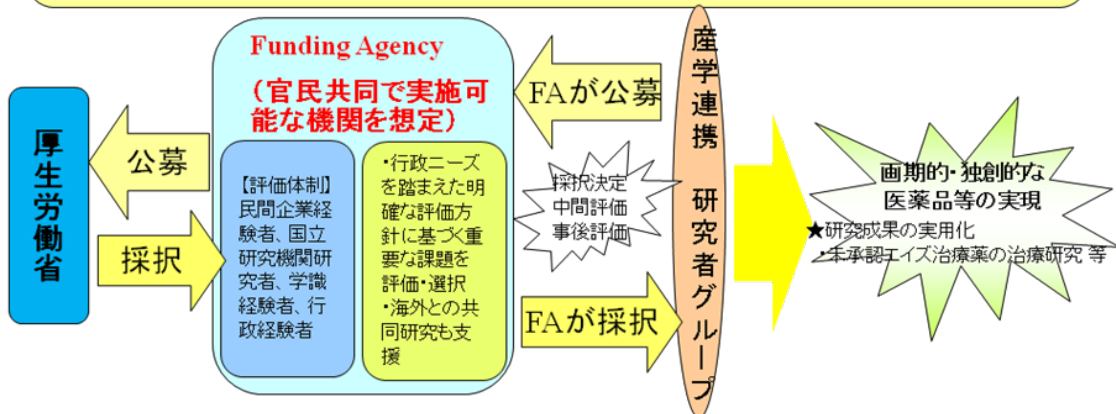 厚生労働省
公募
採択
Funding Agency
（官民共同で実施可
能な機関を想定）
【評価体制】
民間企業経
験者、国立
研究機関研
究者、学識
経験者、行
政経験者
・行政ニーズ
を踏まえた明
確な評価方
針に基づく重
要な課題を
評価・選択
・海外との共
同研究も支
援
FAが公募
採択決定
中間評価
事後評価
FAが採択
産学連携　研究者グループ
画期的・独創的な
医薬品等の実現
★研究成果の実用化
・未承認エイズ治療薬の治療研究 等